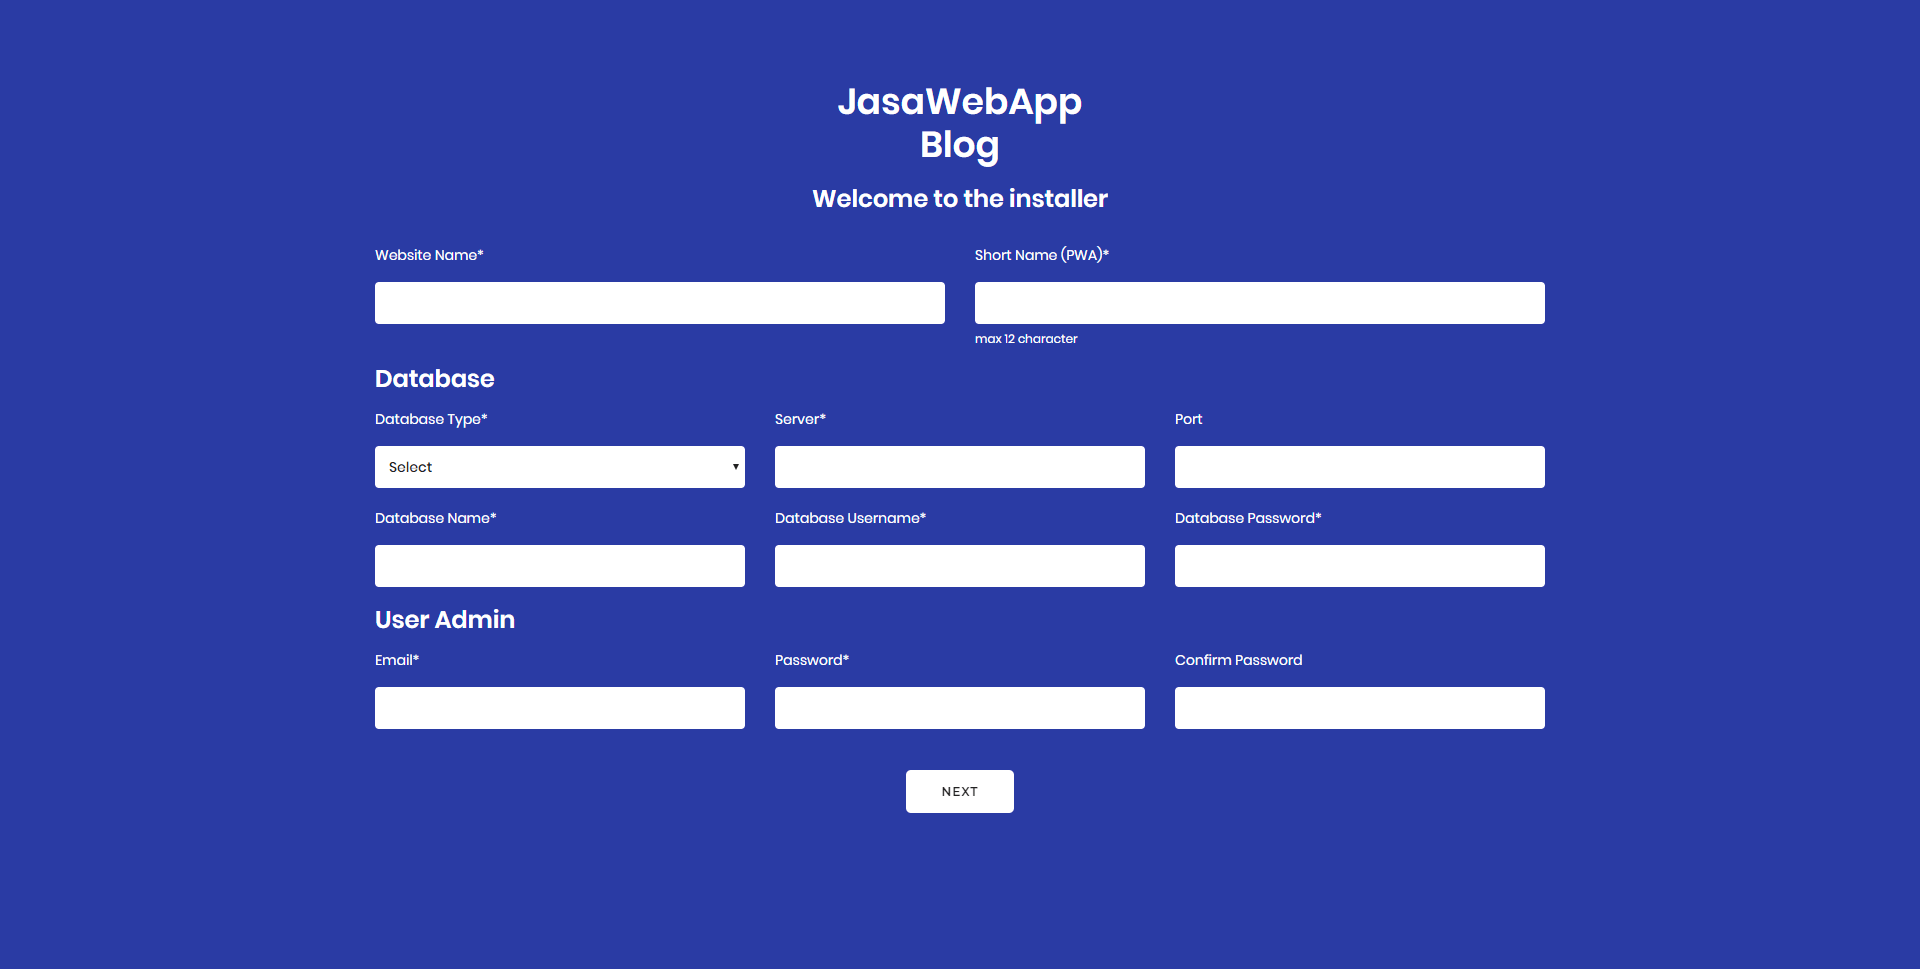 JasaWebApp
Blog
Welcome to the installer
Website Name*
Short Name (PWA)*
max 12 character
Database
Database Type*
Server*
Port
Select
Database Name*
Database Username*
Database Password*
User Admin
Email*
Password*
Confirm Password
NEXT